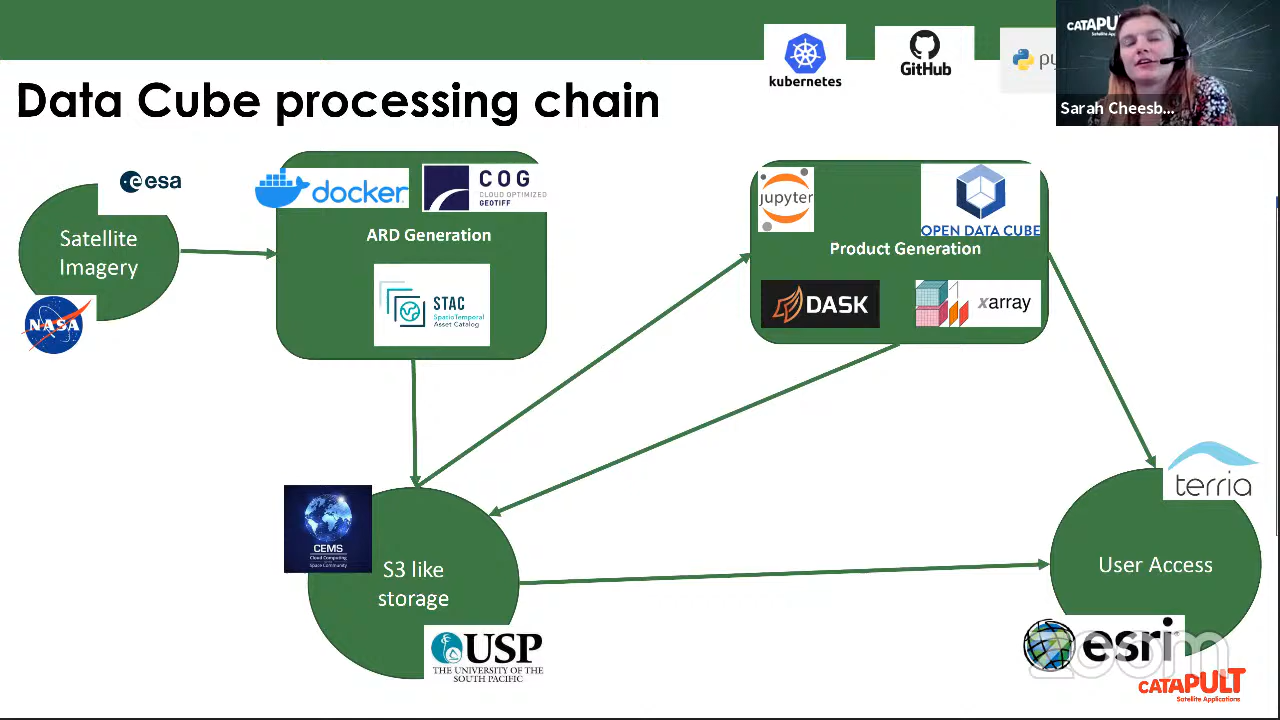 kubernetes
GitHub
py
CATAPU
Satellite Applications
Sarah Cheesb...
Data Cube processing chain
esa
Satellite
Imagery
NASA
docker
COG
CLOUD OPTIMIZED
GEOTIFF
ARD Generation
STAC
SpatioTemporal
Asset Catalog
jupyter
OPEN DATA CUBE
Product Generation
DASK
xarray
CEMS
Cloud Computing
Space Community
S3 like
storage
USP
THE UNIVERSITY OF THE
SOUTH PACIFIC
terria
User Access
esri
zoom
CATAPULT
Satellite Applications